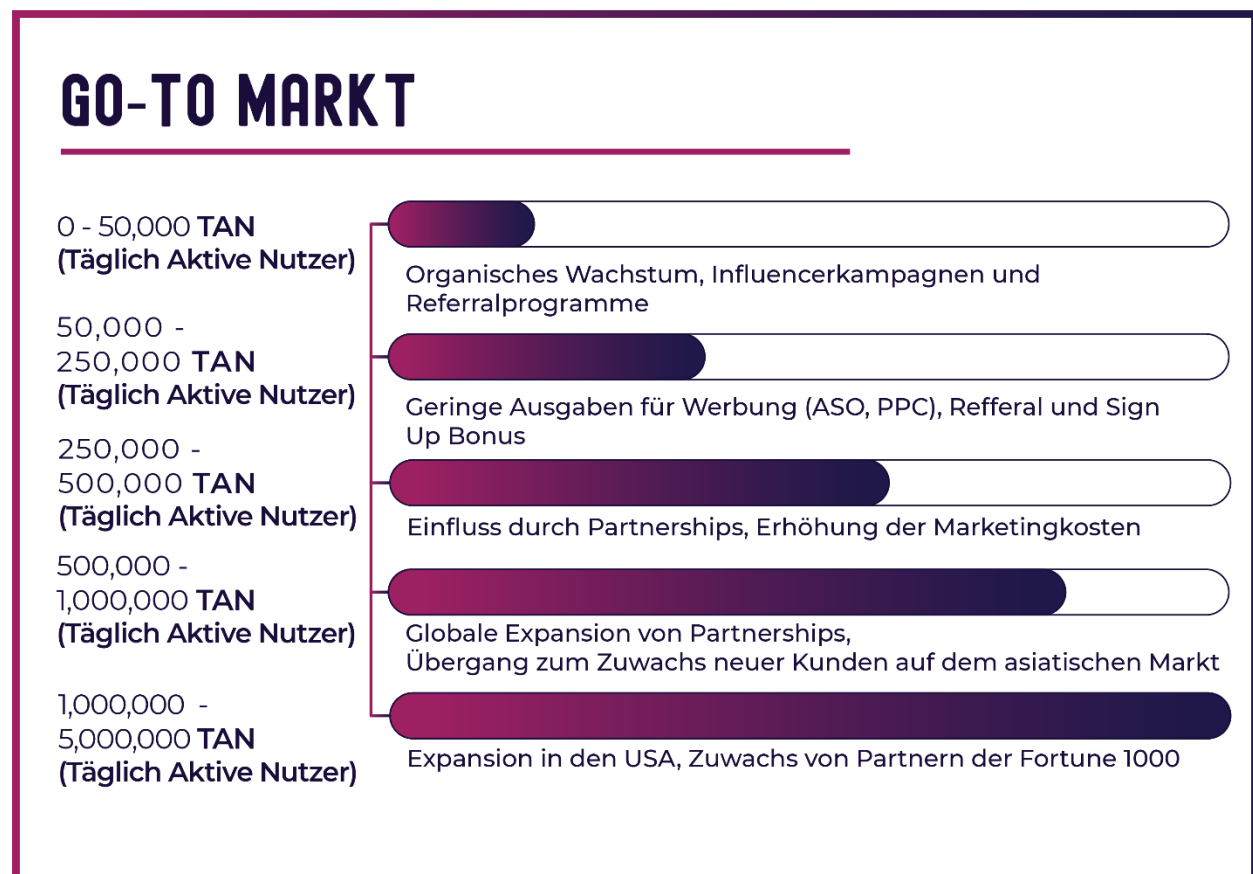 GO-TO MARKT
0 - 50,000 TAN
(Täglich Aktive Nutzer)
Organisches Wachstum, Influencerkampagnen und
Referralprogramme
50,000 -
250,000 TAN
(Täglich Aktive Nutzer)
Geringe Ausgaben für Werbung (ASO, PPC), Refferal und Sign
Up Bonus
250,000 -
500,000 TAN
(Täglich Aktive Nutzer)
Einfluss durch Partnerships, Erhöhung der Marketingkosten
500,000 -
1,000,000 TAN
(Täglich Aktive Nutzer)
Globale Expansion von Partnerships,
Übergang zum Zuwachs neuer Kunden auf dem asiatischen Markt
1,000,000 -
5,000,000 TAN
(Täglich Aktive Nutzer)
Expansion in den USA, Zuwachs von Partnern der Fortune 1000